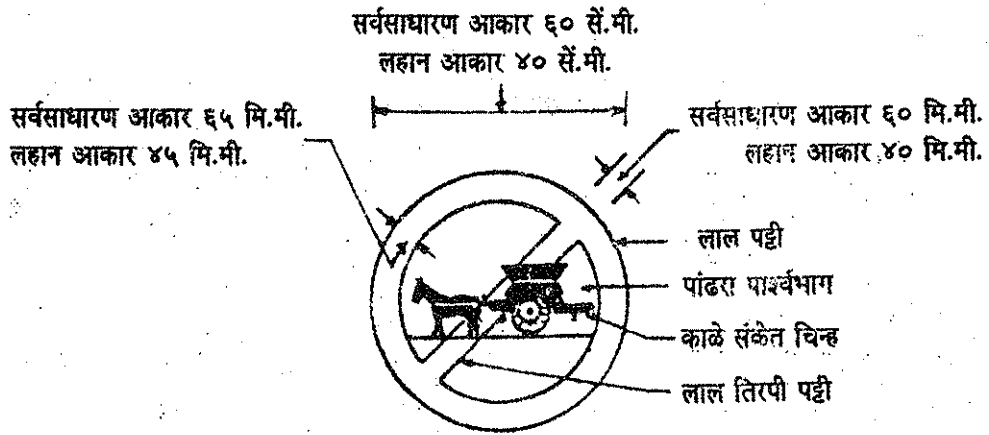 सर्वसाधारण आकार ६० सें.मी.
लहान आकार ४० सें.मी.
सर्वसाधारण आकार ६५ मि.मी.
लहान आकार ४५ मि.मी.
सर्वसाधारण आकार ६० मि.मी.
लहान आकार ४० मि.मी.
लाल पट्टी
पांढरा पार्श्वभाग
काळे संकेत चिन्ह
लाल तिरपी पट्टी